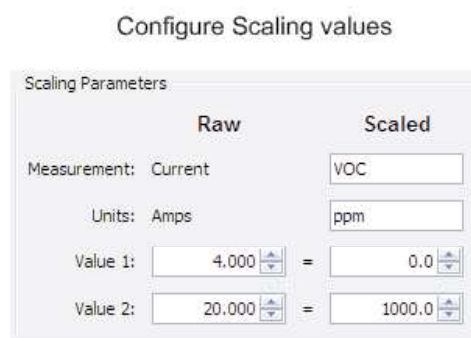 Configure Scaling values
Scaling Parameters
Raw Scaled
Measurement: Current VOC
Units: Amps ppm
Value 1: 4.000 = 0.0
Value 2: 20.000 = 1000.0